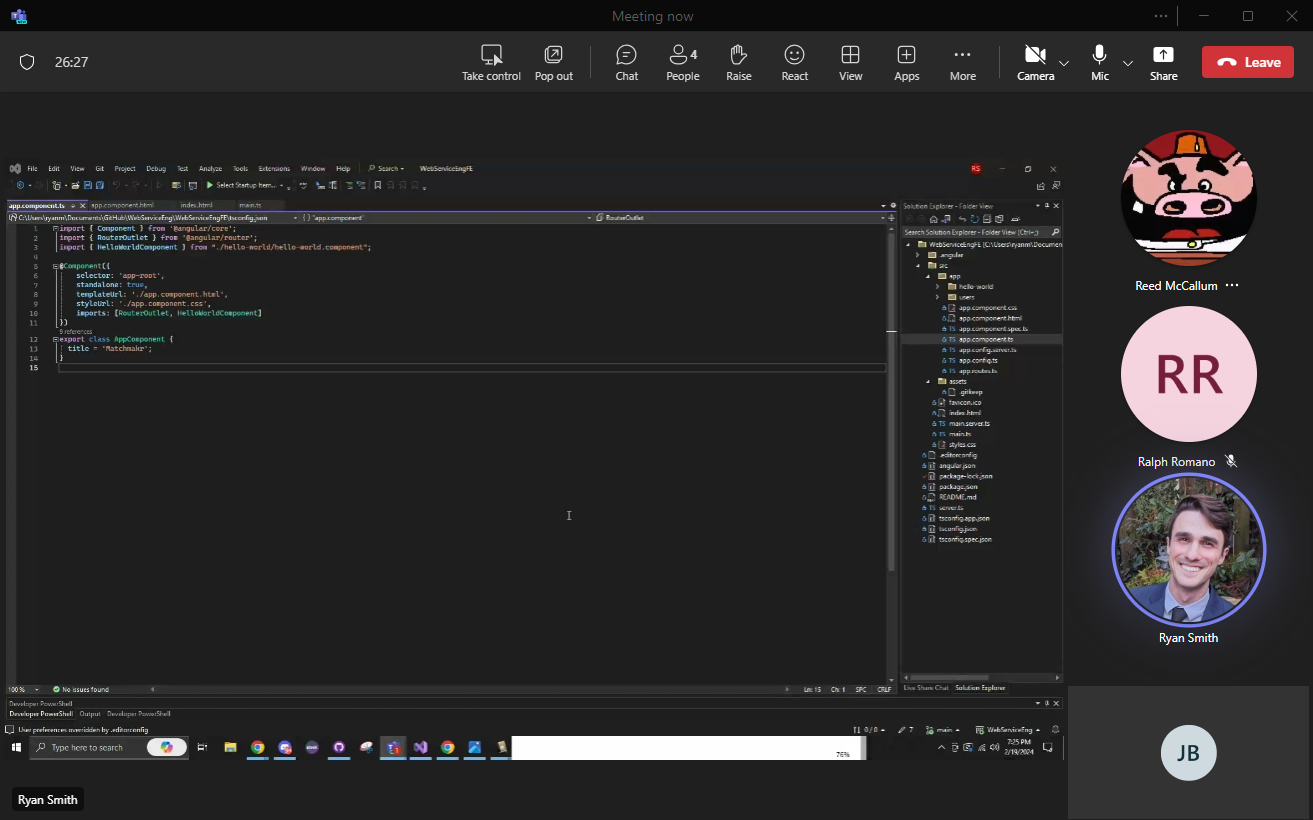 Meeting now
26:27
Take control
Pop out
Chat
4
People
Raise
React
View
Apps
More
Camera
Mic
Share
Leave
File Edit View Git Project Debug Test Analyze Tools Extensions Window Help Search WebServiceEngFE RS
Select Startup Item...
app.component.ts app.component.html index.html main.ts
C:\Users\ryanm\Documents\GitHub\WebServiceEng\WebServiceEngFE\tsconfig.json "app.component" RouterOutlet
1 import { Component } from '@angular/core';
2 import { RouterOutlet } from '@angular/router';
3 import { HelloWorldComponent } from "./hello-world/hello-world.component";
4
5 @Component({
6 selector: 'app-root',
7 standalone: true,
8 templateUrl: './app.component.html',
9 styleUrl: './app.component.css',
10 imports: [RouterOutlet, HelloWorldComponent]
11 })
9 references
12 export class AppComponent {
13 title = 'Matchmakr';
14 }
15
100% No issues found Ln: 15 Ch: 1 SPC CRLF
Solution Explorer - Folder View
Search Solution Explorer - Folder View (Ctrl+;)
WebServiceEngFE (C:\Users\ryanm\Documen
.angular
src
app
hello-world
users
app.component.css
app.component.html
TS app.component.spec.ts
TS app.component.ts
TS app.config.server.ts
TS app.config.ts
TS app.routes.ts
assets
.gitkeep
favicon.ico
index.html
TS main.server.ts
TS main.ts
styles.css
.editorconfig
angular.json
package-lock.json
package.json
README.md
TS server.ts
tsconfig.app.json
tsconfig.json
tsconfig.spec.json
Live Share Chat Solution Explorer
Developer PowerShell
Developer PowerShell Output Developer PowerShell
User preferences overridden by .editorconfig 0 / 0 7 main WebServiceEng
Type here to search
76%
7:25 PM
2/19/2024
Ryan Smith
Reed McCallum
RR
Ralph Romano
Ryan Smith
JB